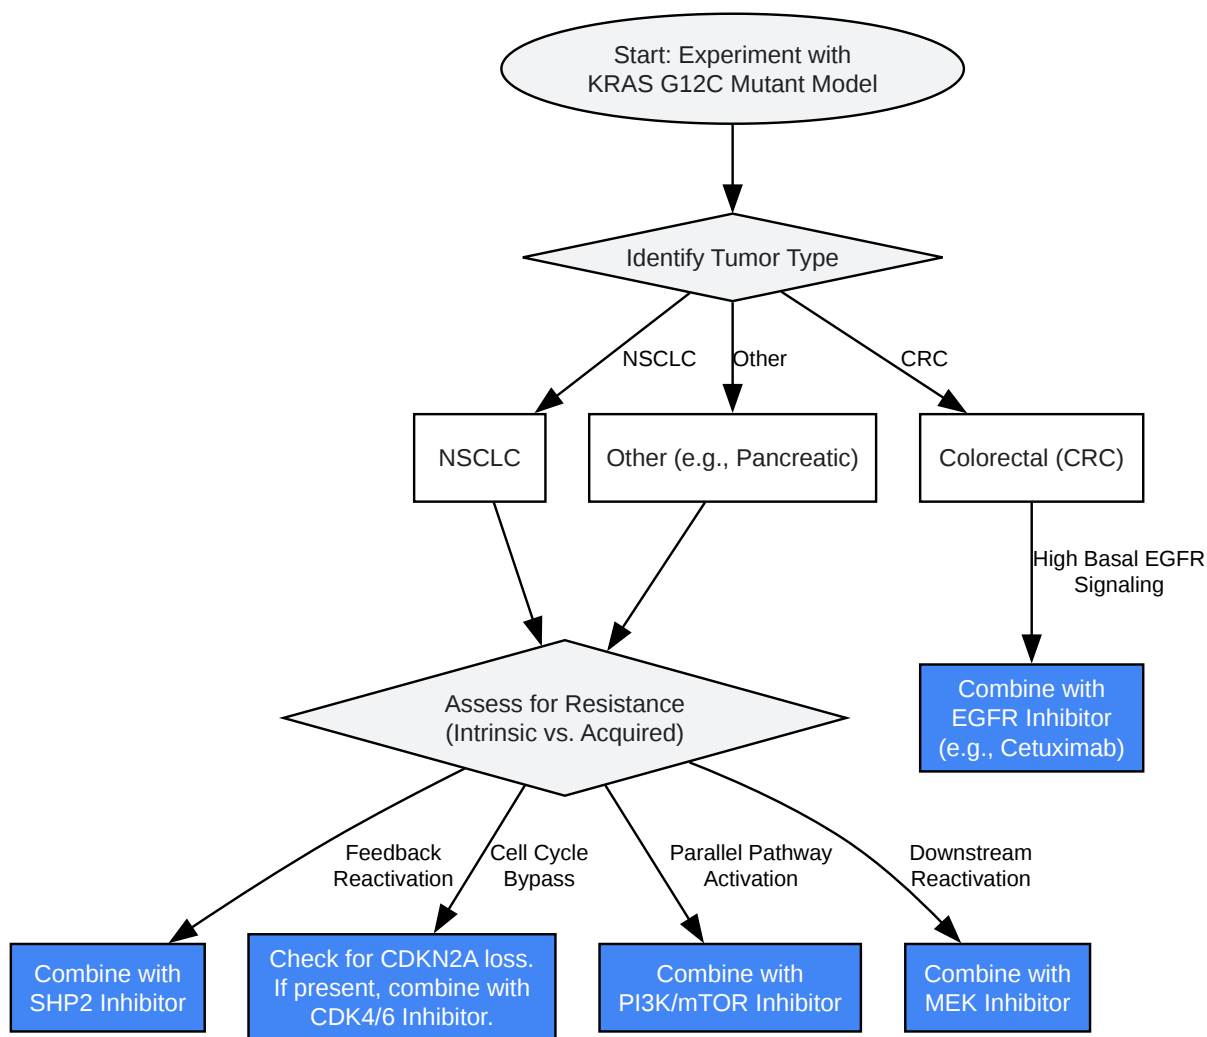 Start: Experiment with
KRAS G12C Mutant Model
Identify Tumor Type
NSCLC
Other
CRC
NSCLC
Other (e.g., Pancreatic)
Colorectal (CRC)
High Basal EGFR
Signaling
Assess for Resistance
(Intrinsic vs. Acquired)
Combine with
EGFR Inhibitor
(e.g., Cetuximab)
Feedback
Reactivation
Cell Cycle
Bypass
Parallel Pathway
Activation
Downstream
Reactivation
Combine with
SHP2 Inhibitor
Check for CDKN2A loss.
If present, combine with
CDK4/6 Inhibitor.
Combine with
PI3K/mTOR Inhibitor
Combine with
MEK Inhibitor